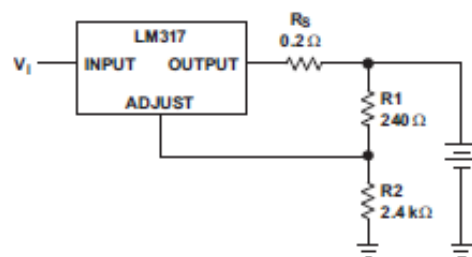 LM317
V_I
INPUT
OUTPUT
ADJUST
R_S
0.2 Ω
R1
240 Ω
R2
2.4 kΩ